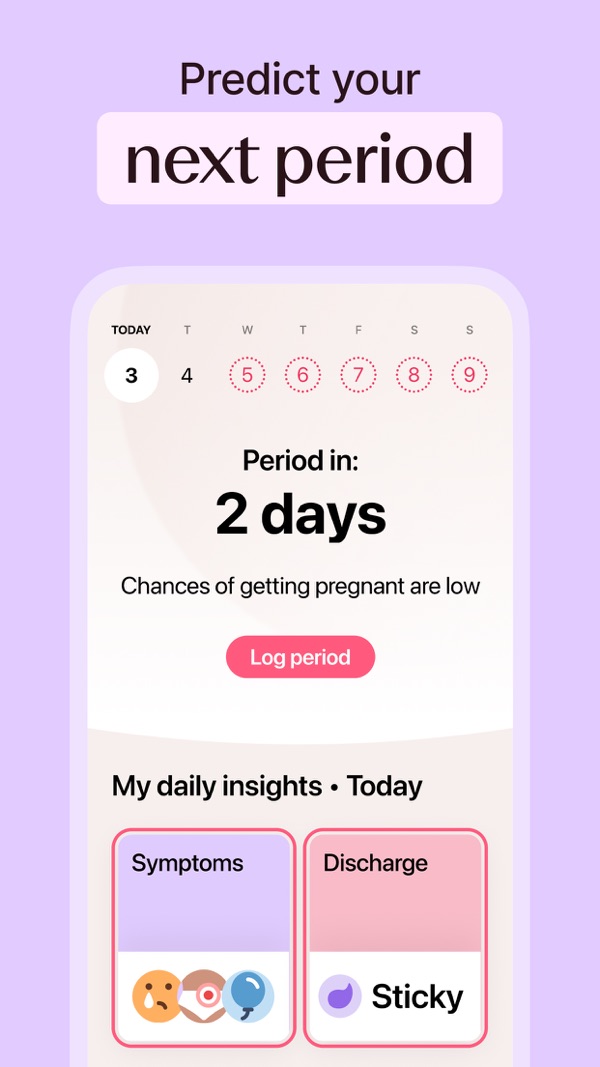 Predict your
next period
TODAY T W T F S S
3 4 5 6 7 8 9
Period in:
2 days
Chances of getting pregnant are low
Log period
My daily insights • Today
Symptoms Discharge
Sticky